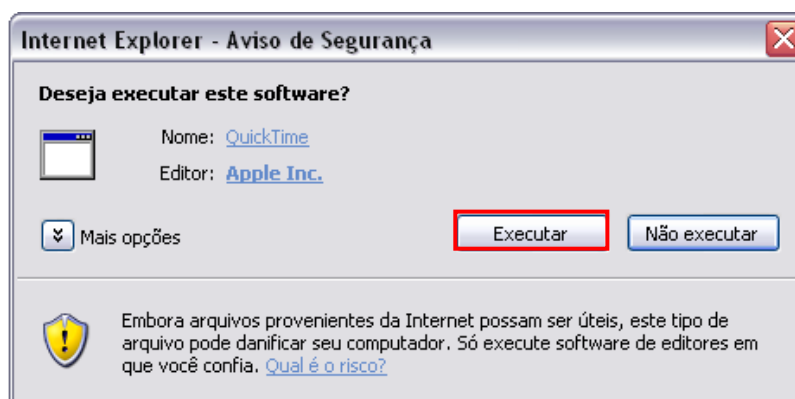 Internet Explorer - Aviso de Segurança
Deseja executar este software?
Nome: QuickTime
Editor: Apple Inc.
Mais opções
Executar
Não executar
Embora arquivos provenientes da Internet possam ser úteis, este tipo de
arquivo pode danificar seu computador. Só execute software de editores em
que você confia. Qual é o risco?